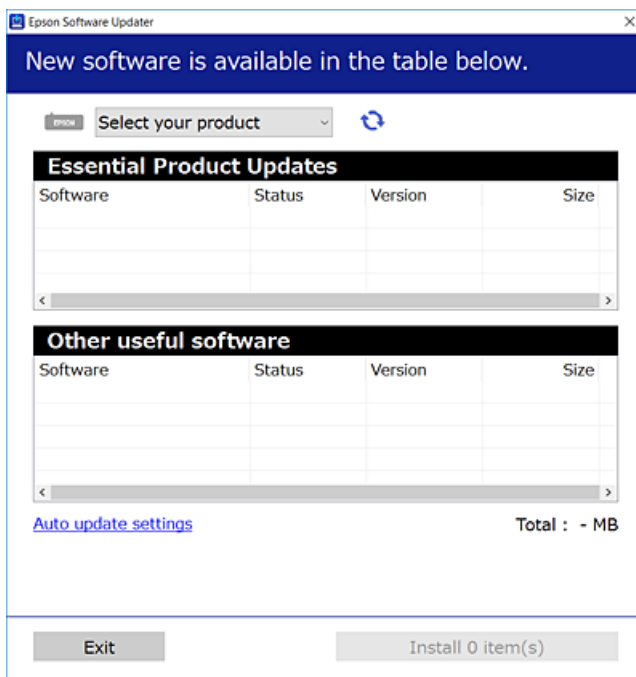 Epson Software Updater
New software is available in the table below.
EPSON Select your product
Essential Product Updates
Software Status Version Size
Other useful software
Software Status Version Size
Auto update settings Total : - MB
Exit Install 0 item(s)